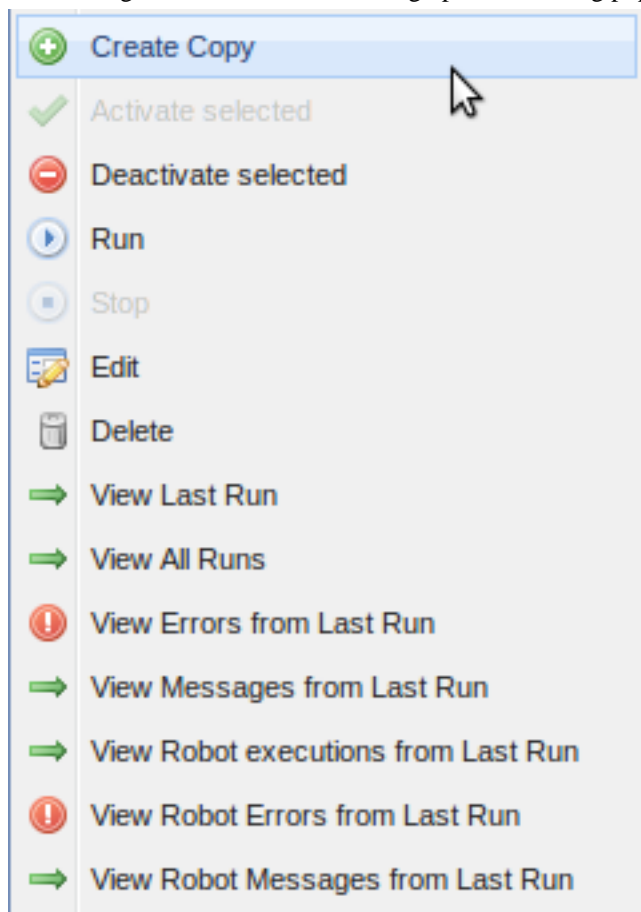 Create Copy
Activate selected
Deactivate selected
Run
Stop
Edit
Delete
View Last Run
View All Runs
View Errors from Last Run
View Messages from Last Run
View Robot executions from Last Run
View Robot Errors from Last Run
View Robot Messages from Last Run